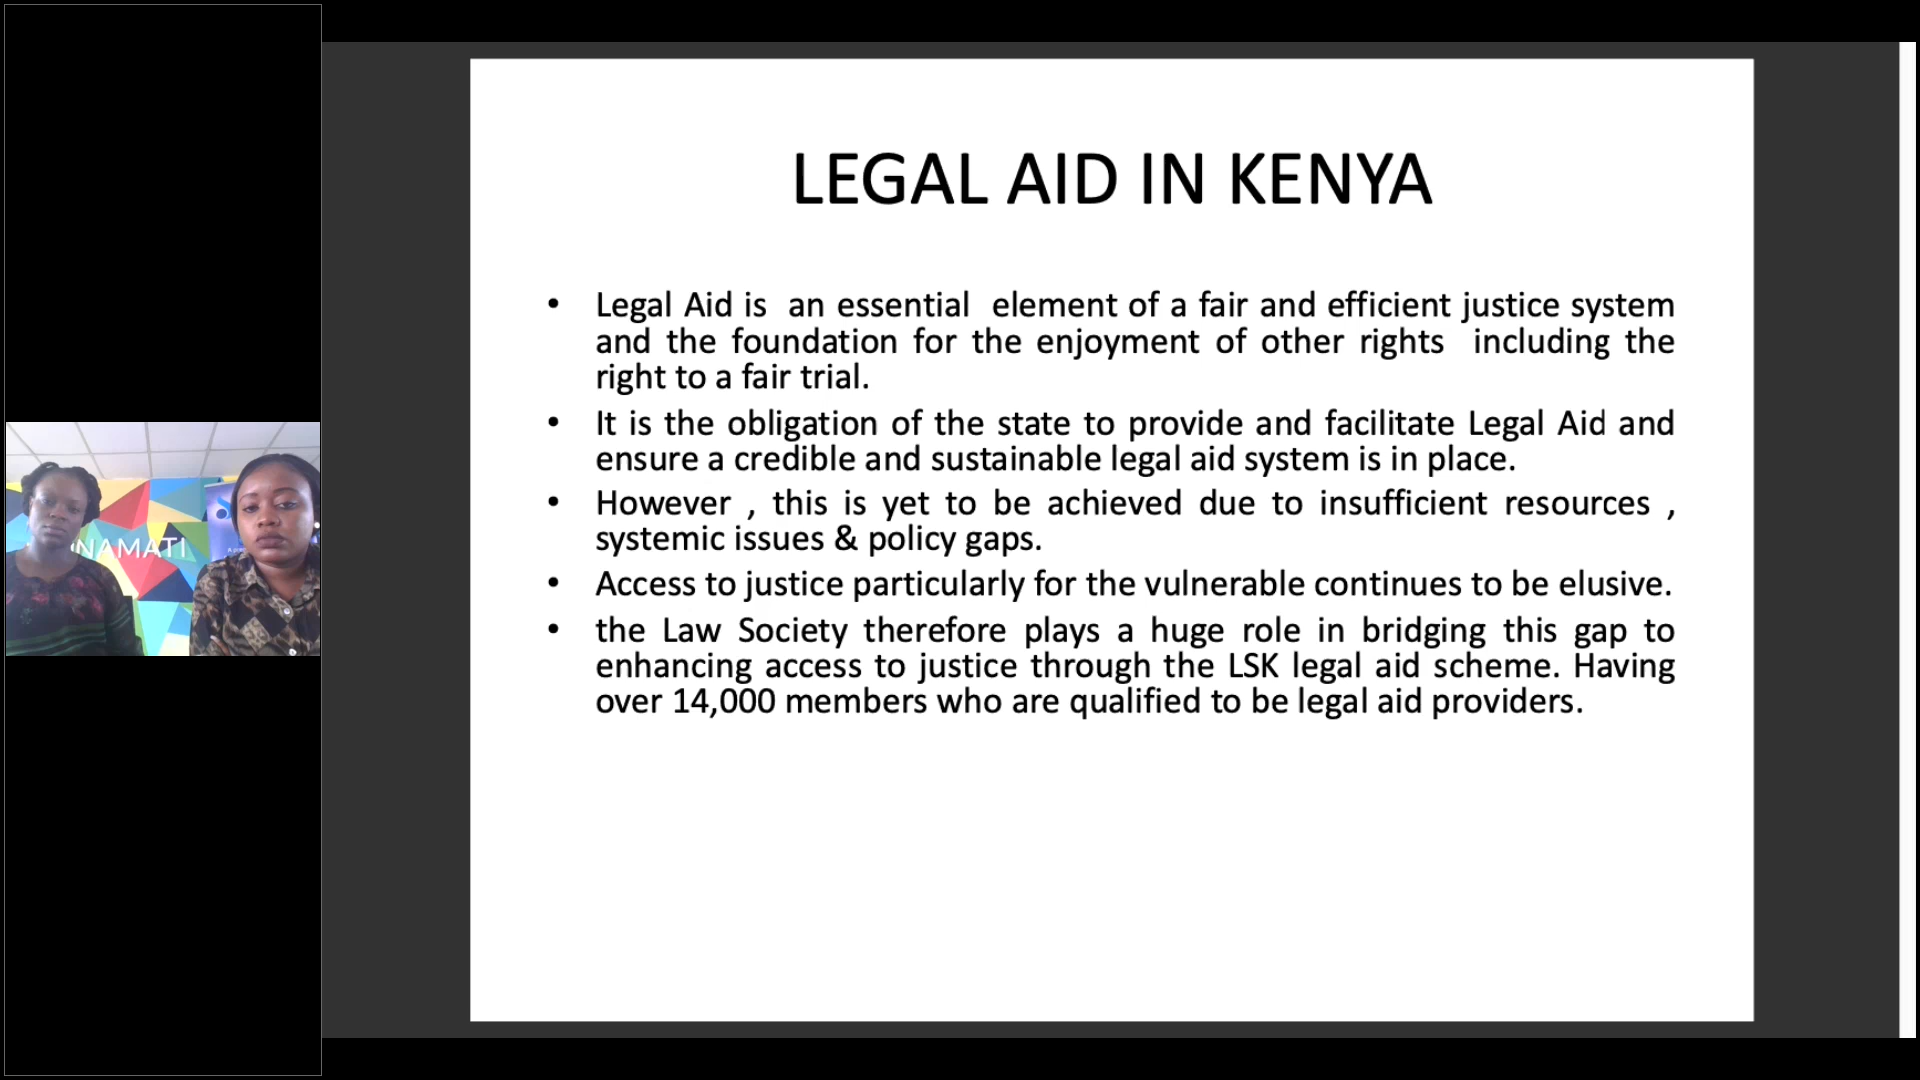 LEGAL AID IN KENYA
• Legal Aid is an essential element of a fair and efficient justice system
and the foundation for the enjoyment of other rights including the
right to a fair trial.
• It is the obligation of the state to provide and facilitate Legal Aid and
ensure a credible and sustainable legal aid system is in place.
• However , this is yet to be achieved due to insufficient resources ,
systemic issues & policy gaps.
• Access to justice particularly for the vulnerable continues to be elusive.
• the Law Society therefore plays a huge role in bridging this gap to
enhancing access to justice through the LSK legal aid scheme. Having
over 14,000 members who are qualified to be legal aid providers.
NAMATI